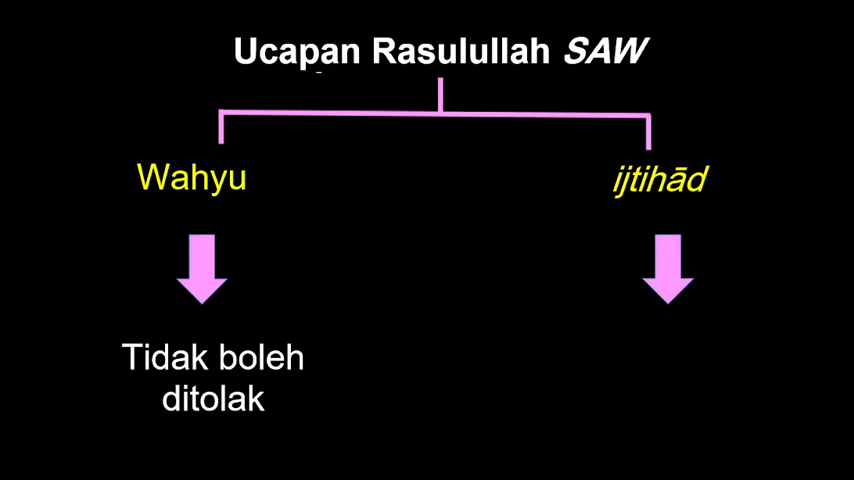 Ucapan Rasulullah SAW
Wahyu
ijtihād
Tidak boleh
ditolak